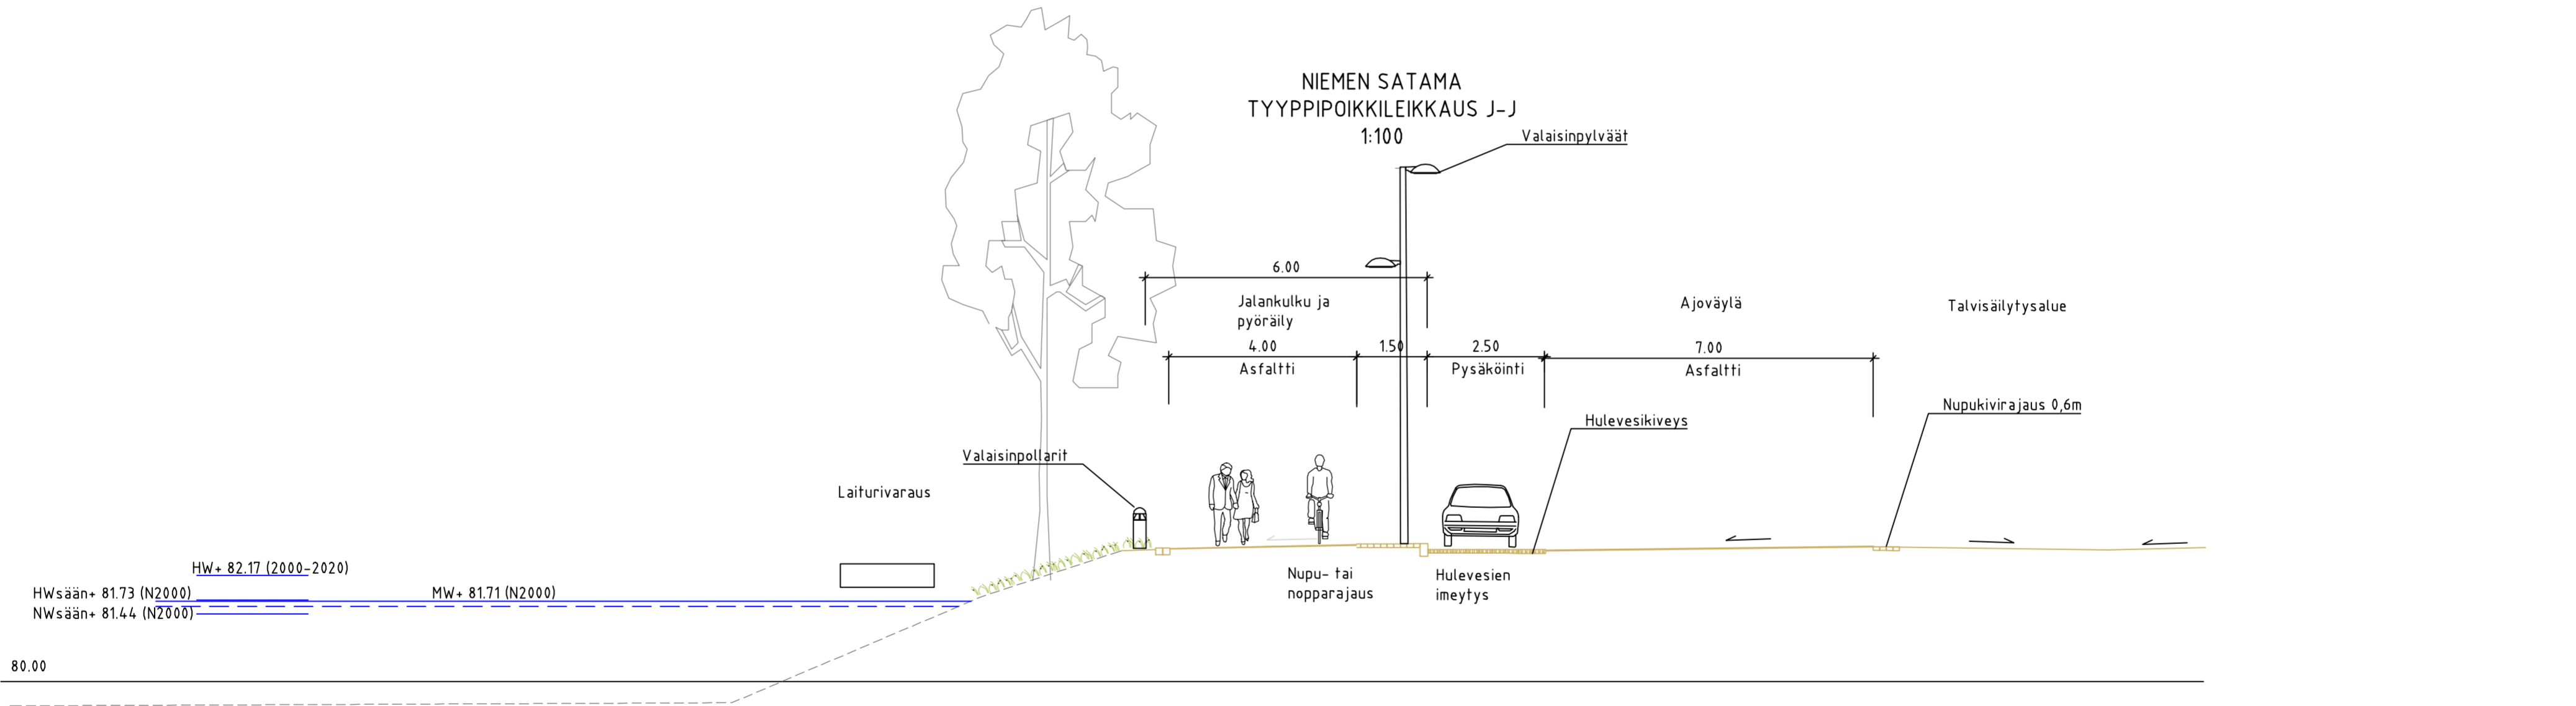 NIEMEN SATAMA
TYYPPIPOIKKILEIKKAUS J-J
1:100
Valaisinpylväät
6.00
Jalankulku ja
pyöräily
Ajoväylä
Talvisäilytysalue
4.00
1.50
2.50
7.00
Asfaltti
Pysäköinti
Asfaltti
Nupukivirajaus 0,6m
Hulevesikiveys
Valaisinpollarit
Laiturivaraus
HW+ 82.17 (2000-2020)
HWsään+ 81.73 (N2000)
MW+ 81.71 (N2000)
NWsään+ 81.44 (N2000)
Nupu- tai
nopparajaus
Hulevesien
imeytys
80.00